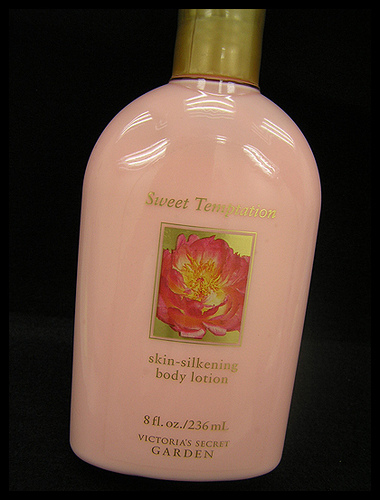 Sweet Temptation
skin-silkening
body lotion
8 fl. oz./236 mL
VICTORIA'S SECRET
GARDEN